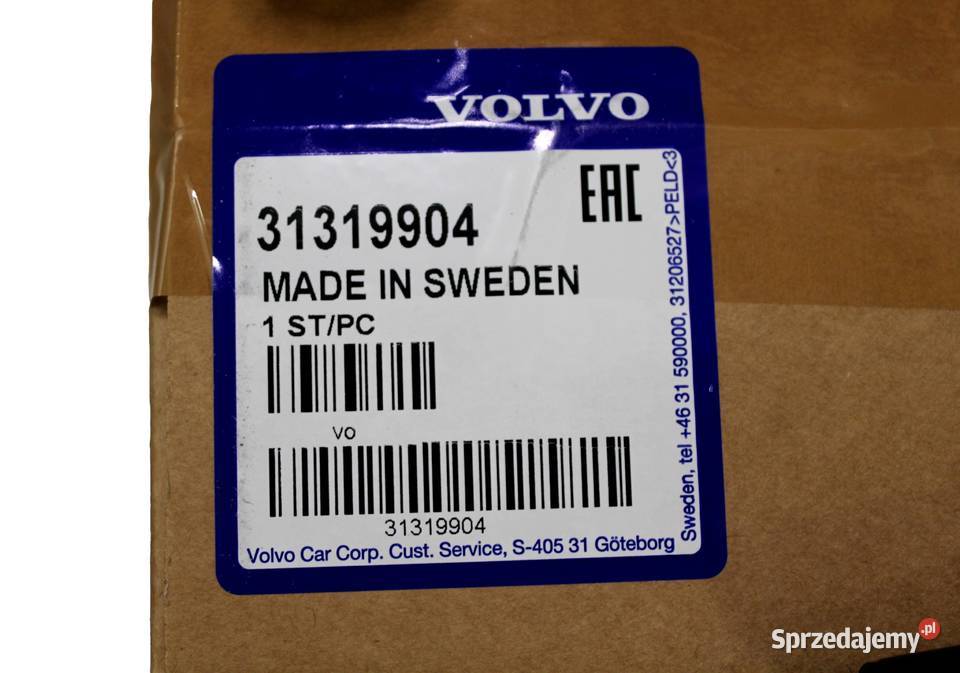 VOLVO
EAC
31319904
MADE IN SWEDEN
1 ST/PC
VO
31319904
Volvo Car Corp. Cust. Service, S-405 31 Göteborg
Sweden, tel +46 31 590000, 31206527>PELD<3
Sprzedajemy.pl